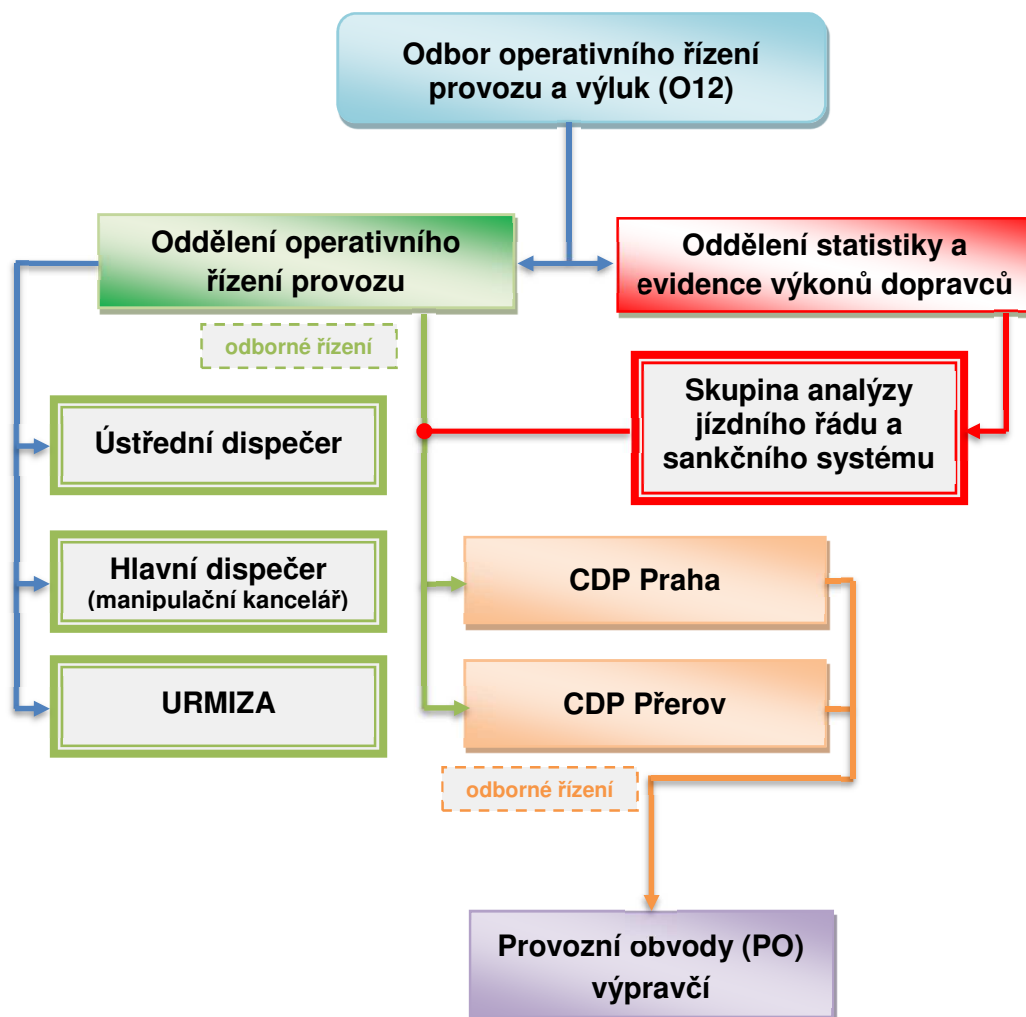 Odbor operativního řízení
provozu a výluk (O12)
Oddělení operativního
řízení provozu
Oddělení statistiky a
evidence výkonů dopravců
odborné řízení
Skupina analýzy
jízdního řádu a
sankčního systému
Ústřední dispečer
Hlavní dispečer
(manipulační kancelář)
CDP Praha
URMIZA
CDP Přerov
odborné řízení
Provozní obvody (PO)
výpravčí